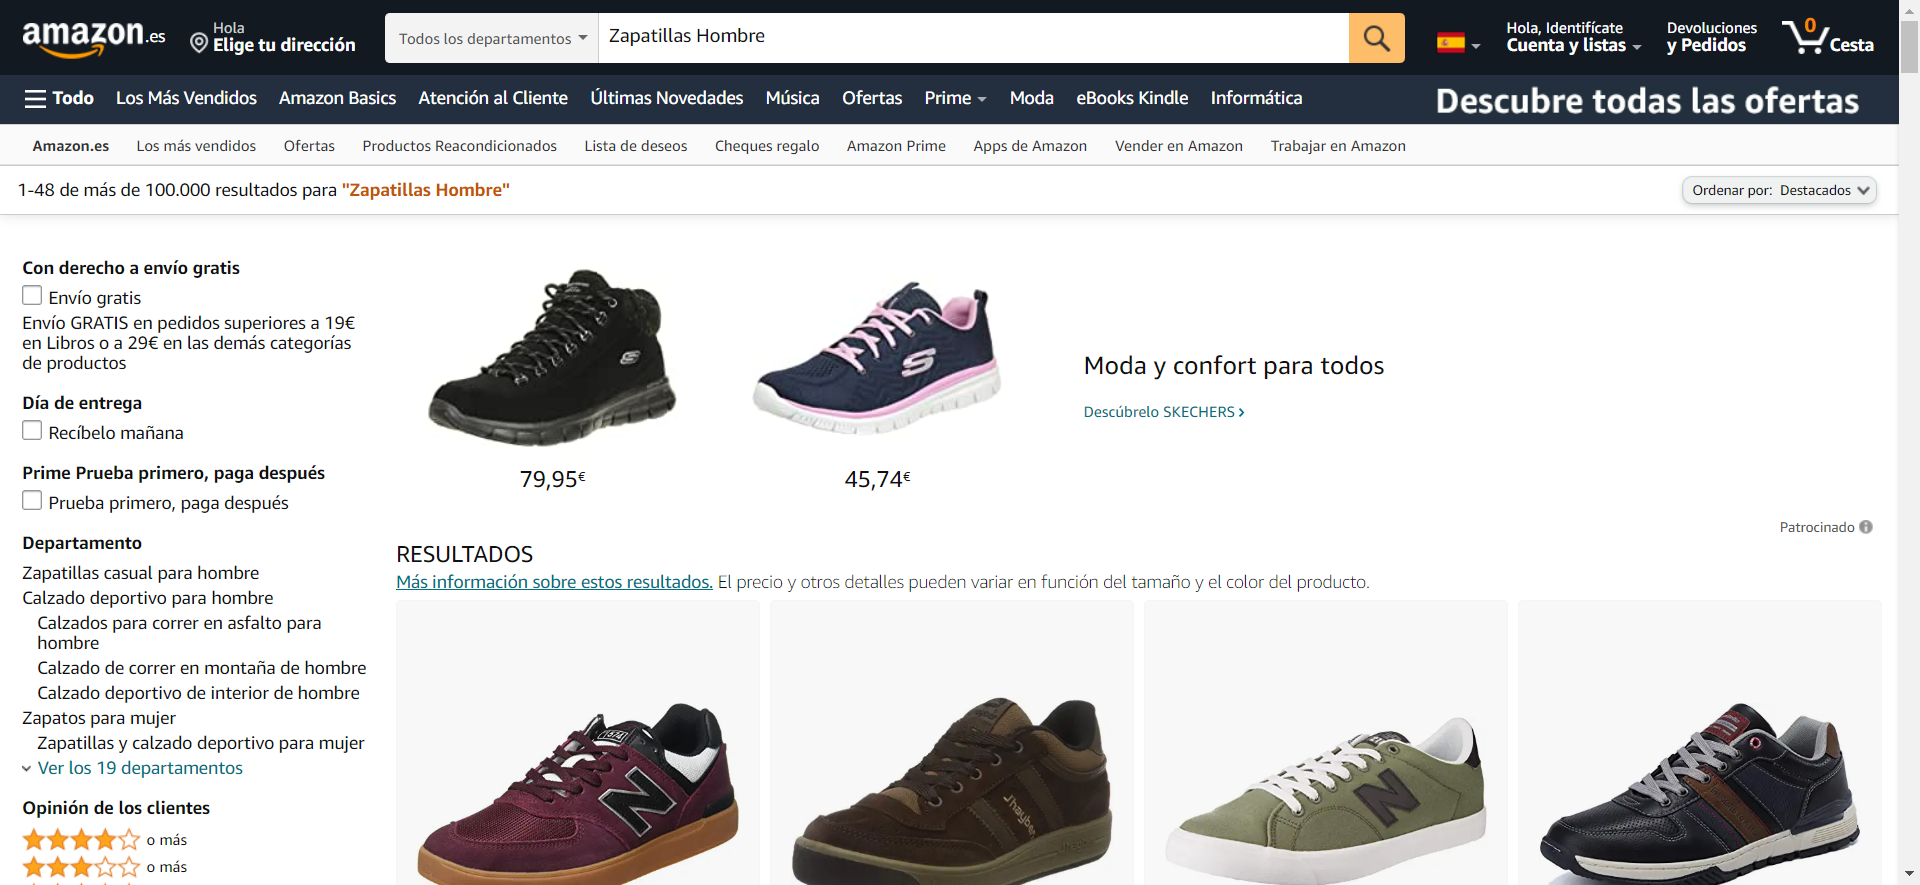 amazon.es
Hola
Elige tu dirección
Todos los departamentos
Zapatillas Hombre
Hola, Identifícate
Cuenta y listas
Devoluciones
y Pedidos
0
Cesta
Todo
Los Más Vendidos
Amazon Basics
Atención al Cliente
Últimas Novedades
Música
Ofertas
Prime
Moda
eBooks Kindle
Informática
Descubre todas las ofertas
Amazon.es
Los más vendidos
Ofertas
Productos Reacondicionados
Lista de deseos
Cheques regalo
Amazon Prime
Apps de Amazon
Vender en Amazon
Trabajar en Amazon
1-48 de más de 100.000 resultados para "Zapatillas Hombre"
Ordenar por: Destacados
Con derecho a envío gratis
Envío gratis
Envío GRATIS en pedidos superiores a 19€
en Libros o a 29€ en las demás categorías
de productos
Día de entrega
Recíbelo mañana
Prime Prueba primero, paga después
Prueba primero, paga después
Departamento
Zapatillas casual para hombre
Calzado deportivo para hombre
Calzados para correr en asfalto para
hombre
Calzado de correr en montaña de hombre
Calzado deportivo de interior de hombre
Zapatos para mujer
Zapatillas y calzado deportivo para mujer
Ver los 19 departamentos
Opinión de los clientes
o más
o más
79,95€
45,74€
Moda y confort para todos
Descúbrelo SKECHERS
Patrocinado
RESULTADOS
Más información sobre estos resultados. El precio y otros detalles pueden variar en función del tamaño y el color del producto.
574
J'hayber